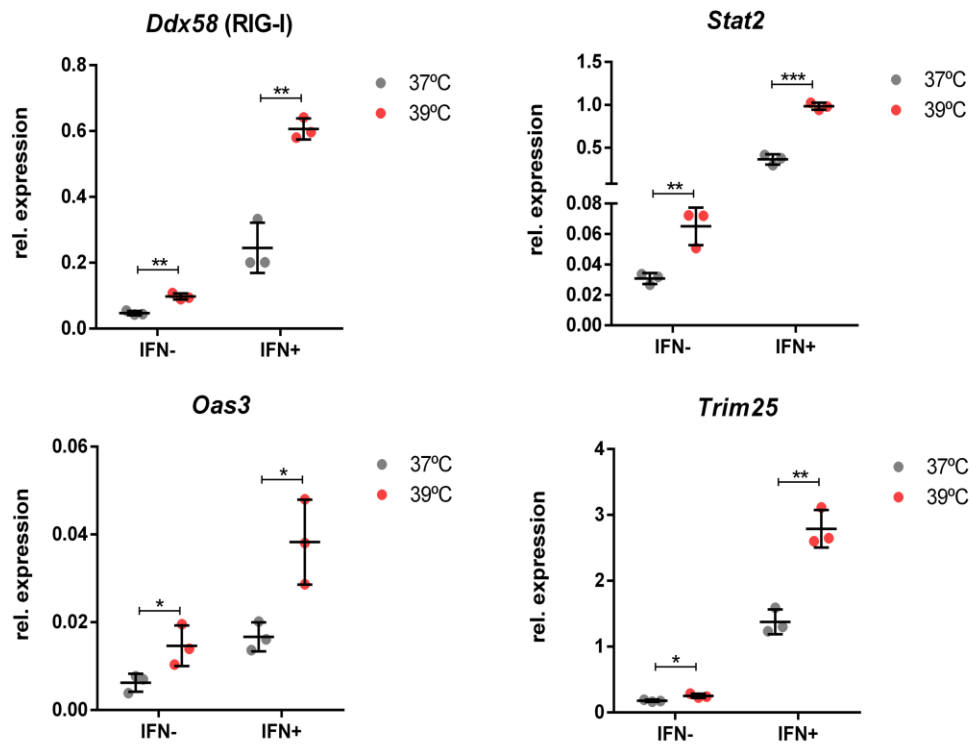 Ddx58 (RIG-I)
rel. expression
0.8
0.6
0.4
0.2
0.0
**
**
IFN-
IFN+
37ºC
39ºC
Stat2
rel. expression
1.5
1.0
0.5
0.08
0.06
0.04
0.02
0.00
**
***
IFN-
IFN+
37ºC
39ºC
Oas3
rel. expression
0.06
0.04
0.02
0.00
*
*
IFN-
IFN+
37ºC
39ºC
Trim25
rel. expression
4
3
2
1
0
*
**
IFN-
IFN+
37ºC
39ºC